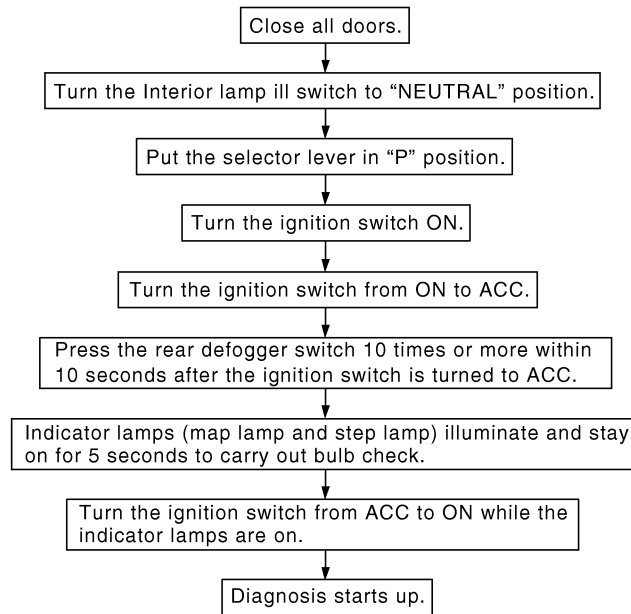 Close all doors.
Turn the Interior lamp ill switch to “NEUTRAL” position.
Put the selector lever in “P” position.
Turn the ignition switch ON.
Turn the ignition switch from ON to ACC.
Press the rear defogger switch 10 times or more within
10 seconds after the ignition switch is turned to ACC.
Indicator lamps (map lamp and step lamp) illuminate and stay
on for 5 seconds to carry out bulb check.
Turn the ignition switch from ACC to ON while the
indicator lamps are on.
Diagnosis starts up.